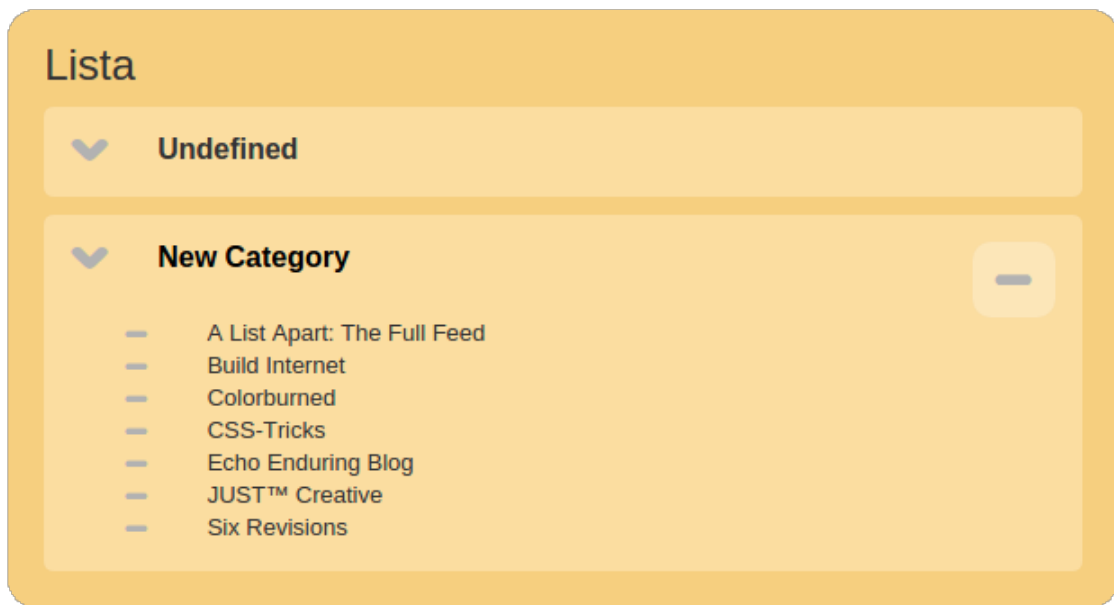 Lista
Undefined
New Category
A List Apart: The Full Feed
Build Internet
Colorburned
CSS-Tricks
Echo Enduring Blog
JUST™ Creative
Six Revisions